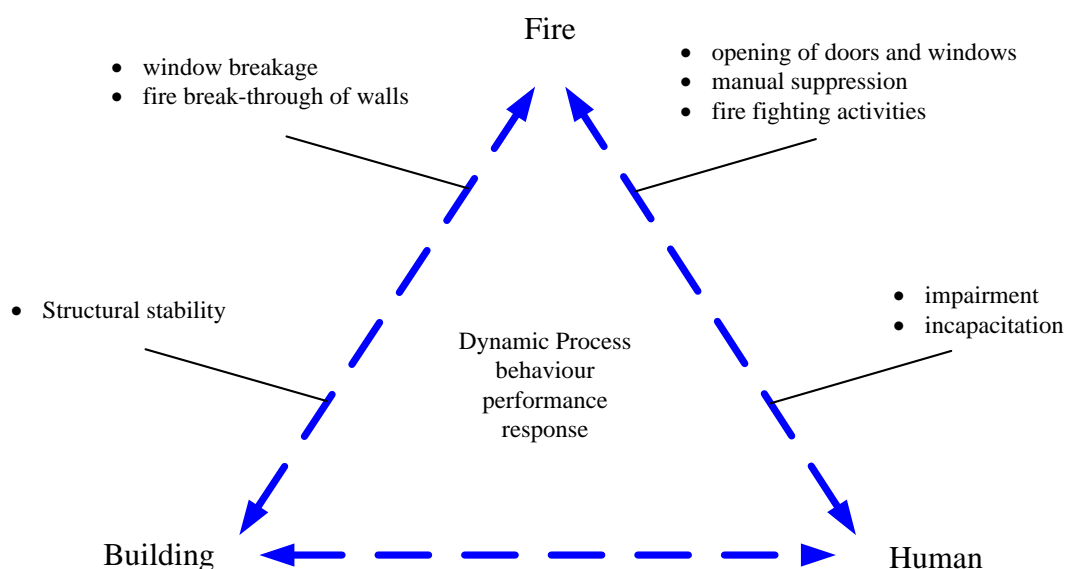 Fire
• window breakage
• fire break-through of walls
• opening of doors and windows
• manual suppression
• fire fighting activities
• Structural stability
• impairment
• incapacitation
Dynamic Process
behaviour
performance
response
Building
Human